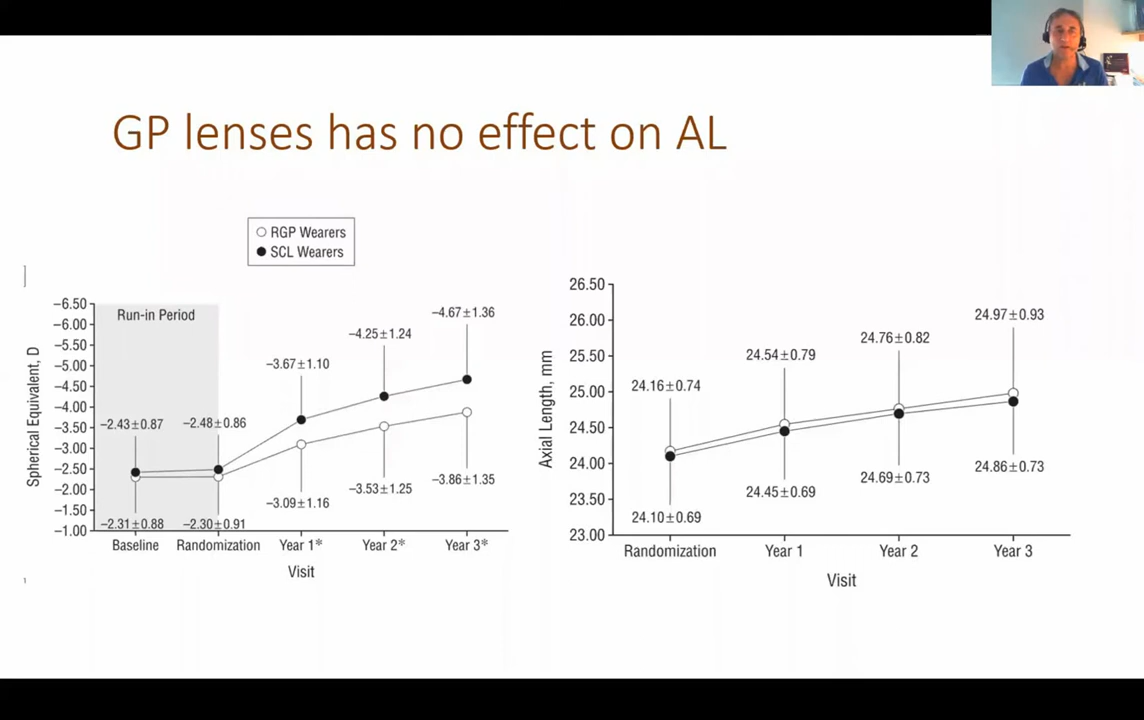 GP lenses has no effect on AL
RGP Wearers
SCL Wearers
Spherical Equivalent, D
−6.50
−6.00
−5.50
−5.00
−4.50
−4.00
−3.50
−3.00
−2.50
−2.00
−1.50
−1.00
Run-in Period
−2.43±0.87
−2.48±0.86
−3.67±1.10
−4.25±1.24
−4.67±1.36
−2.31±0.88
−2.30±0.91
−3.09±1.16
−3.53±1.25
−3.86±1.35
Baseline
Randomization
Year 1*
Year 2*
Year 3*
Visit
Axial Length, mm
26.50
26.00
25.50
25.00
24.50
24.00
23.50
23.00
24.16±0.74
24.54±0.79
24.76±0.82
24.97±0.93
24.10±0.69
24.45±0.69
24.69±0.73
24.86±0.73
Randomization
Year 1
Year 2
Year 3
Visit